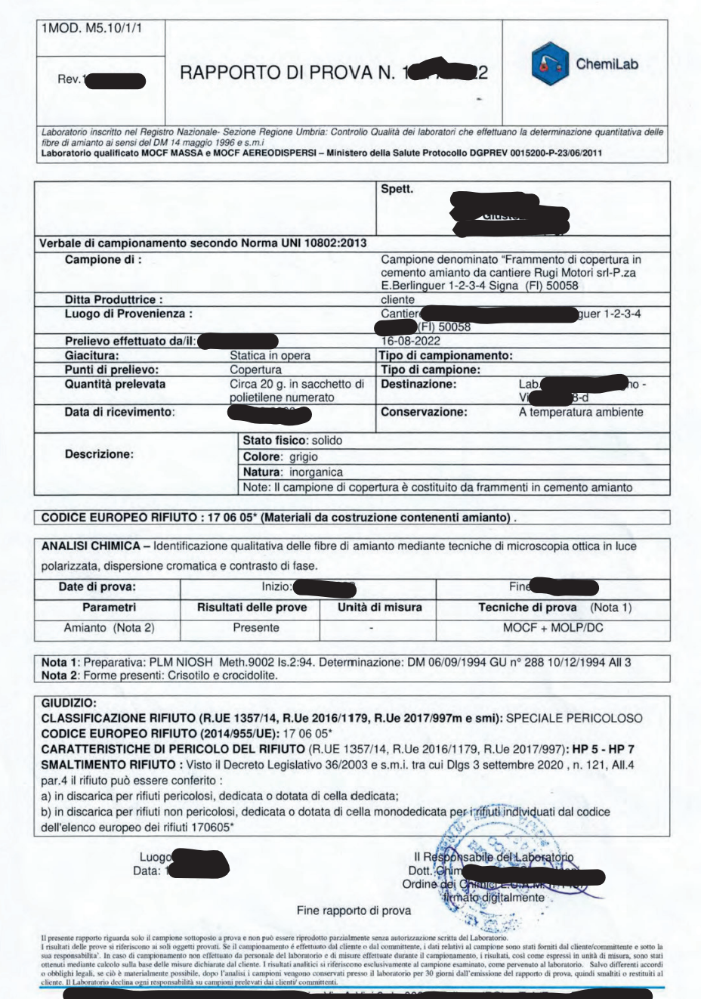 1MOD. M5.10/1/1
Rev.1
RAPPORTO DI PROVA N. 1 2
ChemiLab
Laboratorio inscritto nel Registro Nazionale- Sezione Regione Umbria: Controllo Qualità dei laboratori che effettuano la determinazione quantitativa delle
fibre di amianto ai sensi del DM 14 maggio 1996 e s.m.i
Laboratorio qualificato MOCF MASSA e MOCF AEREODISPERSI – Ministero della Salute Protocollo DGPREV 0015200-P-23/06/2011
Spett.
Verbale di campionamento secondo Norma UNI 10802:2013
Campione di : Campione denominato “Frammento di copertura in
cemento amianto da cantiere Rugi Motori srl-P.za
E.Berlinguer 1-2-3-4 Signa (FI) 50058
Ditta Produttrice : cliente
Luogo di Provenienza : Cantier guer 1-2-3-4
(FI) 50058
Prelievo effettuato da/il: 16-08-2022
Giacitura: Statica in opera Tipo di campionamento:
Punti di prelievo: Copertura Tipo di campione:
Quantità prelevata Circa 20 g. in sacchetto di Destinazione: Lab. no -
polietilene numerato Vi 8-d
Data di ricevimento: Conservazione: A temperatura ambiente
Descrizione:
Stato fisico: solido
Colore: grigio
Natura: inorganica
Note: Il campione di copertura è costituito da frammenti in cemento amianto
CODICE EUROPEO RIFIUTO : 17 06 05* (Materiali da costruzione contenenti amianto) .
ANALISI CHIMICA – Identificazione qualitativa delle fibre di amianto mediante tecniche di microscopia ottica in luce
polarizzata, dispersione cromatica e contrasto di fase.
Date di prova: Inizio: Fine
Parametri Risultati delle prove Unità di misura Tecniche di prova (Nota 1)
Amianto (Nota 2) Presente - MOCF + MOLP/DC
Nota 1: Preparativa: PLM NIOSH Meth.9002 Is.2:94. Determinazione: DM 06/09/1994 GU n° 288 10/12/1994 All 3
Nota 2: Forme presenti: Crisotilo e crocidolite.
GIUDIZIO:
CLASSIFICAZIONE RIFIUTO (R.UE 1357/14, R.Ue 2016/1179, R.Ue 2017/997m e smi): SPECIALE PERICOLOSO
CODICE EUROPEO RIFIUTO (2014/955/UE): 17 06 05*
CARATTERISTICHE DI PERICOLO DEL RIFIUTO (R.UE 1357/14, R.Ue 2016/1179, R.Ue 2017/997): HP 5 - HP 7
SMALTIMENTO RIFIUTO : Visto il Decreto Legislativo 36/2003 e s.m.i. tra cui Dlgs 3 settembre 2020 , n. 121, All.4
par.4 il rifiuto può essere conferito :
a) in discarica per rifiuti pericolosi, dedicata o dotata di cella dedicata;
b) in discarica per rifiuti non pericolosi, dedicata o dotata di cella monodedicata per i rifiuti individuati dal codice
dell'elenco europeo dei rifiuti 170605*
Luogo
Data: 1
Il Responsabile del Laboratorio
Dott. Chim
Ordine dei Chimici
firmato digitalmente
Fine rapporto di prova
Il presente rapporto riguarda solo il campione sottoposto a prova e non può essere riprodotto parzialmente senza autorizzazione scritta del Laboratorio.
I risultati delle prove si riferiscono ai soli oggetti provati. Se il campionamento é effettuato dal cliente o dal committente, i dati relativi al campione sono stati forniti dal cliente/committente e sotto la
sua responsabilita'. In caso di campionamento non effettuato da personale del laboratorio e di misure effettuate durante il campionamento, i risultati, così come espressi in unità di misura, sono stati
ottenuti mediante calcolo sulla base delle misure dichiarate dal cliente. I risultati analitici si riferiscono esclusivamente al campione esaminato, come pervenuto al laboratorio. Salvo differenti accordi
o obblighi legali, se ciò è materialmente possibile, dopo l'analisi i campioni vengono conservati presso il laboratorio per 30 giorni dall'emissione del rapporto di prova, quindi smaltiti o restituiti al
cliente. Il Laboratorio declina ogni responsabilità su campioni prelevati dai clienti/ committenti.